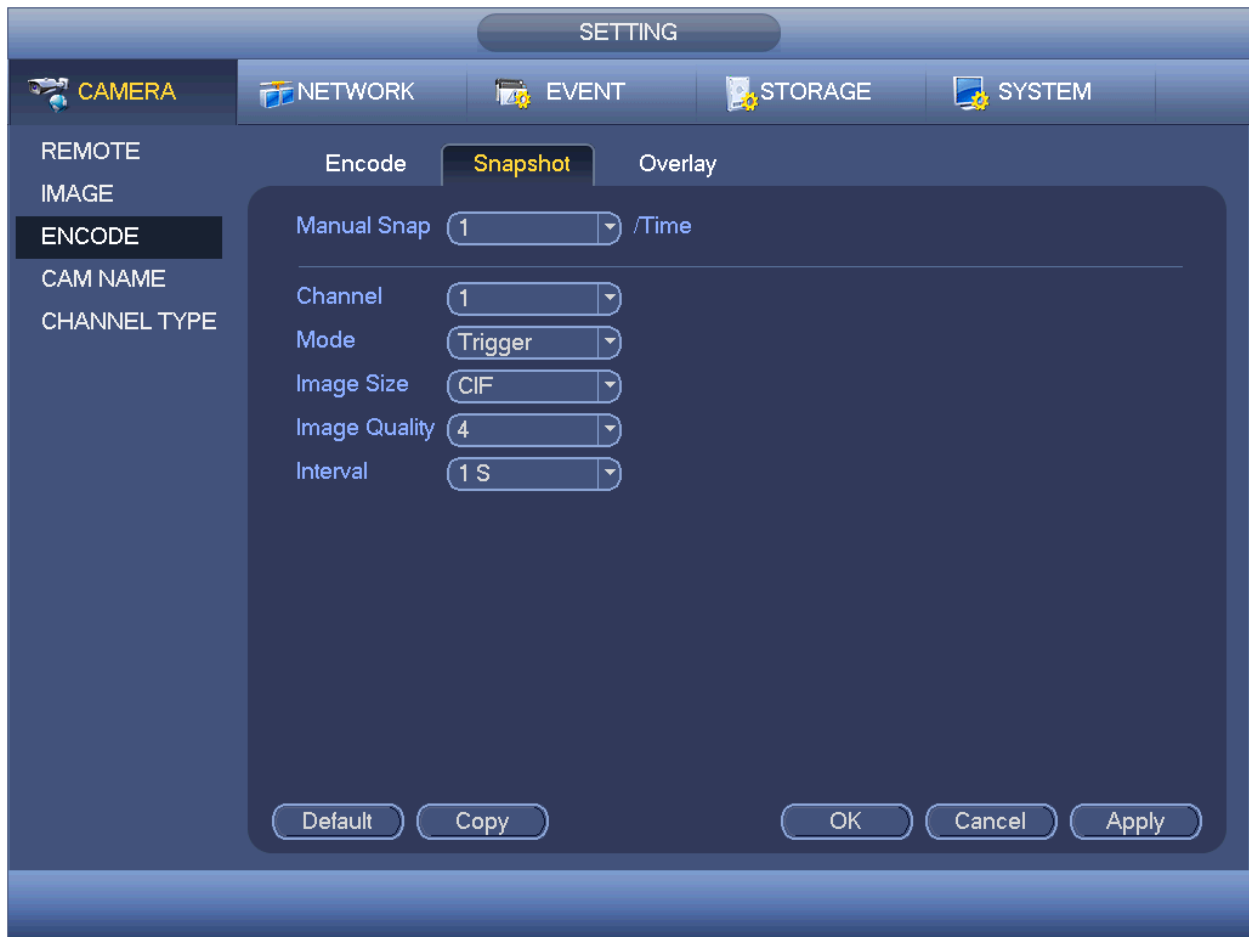 SETTING
CAMERA NETWORK EVENT STORAGE SYSTEM
REMOTE
IMAGE
ENCODE
CAM NAME
CHANNEL TYPE
Encode Snapshot Overlay
Manual Snap 1 /Time
Channel 1
Mode Trigger
Image Size CIF
Image Quality 4
Interval 1 S
Default Copy OK Cancel Apply